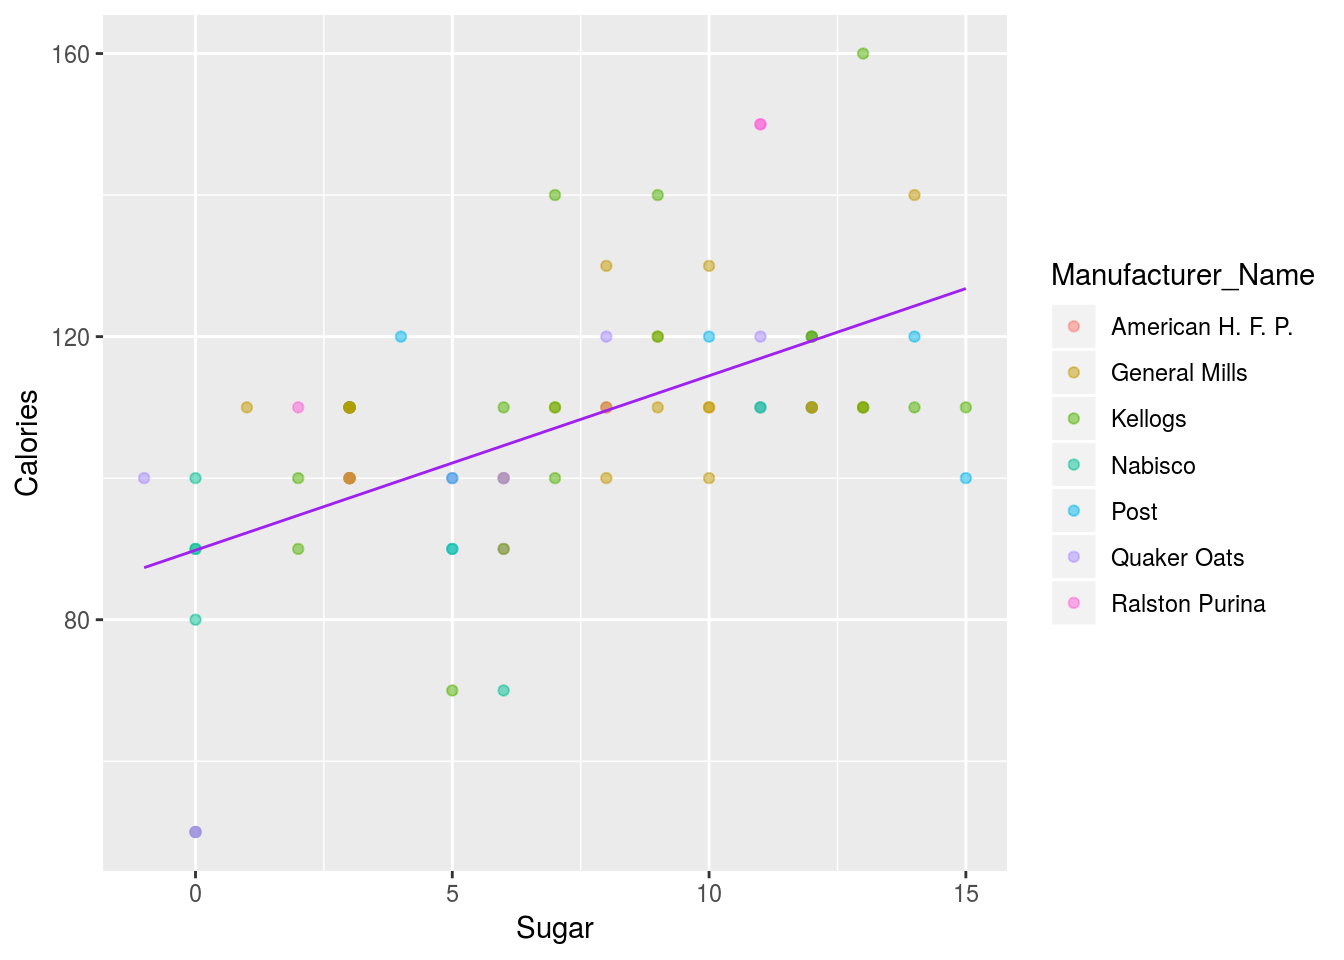 160
120
80
Calories
0 5 10 15
Sugar
Manufacturer_Name
American H. F. P.
General Mills
Kellogs
Nabisco
Post
Quaker Oats
Ralston Purina